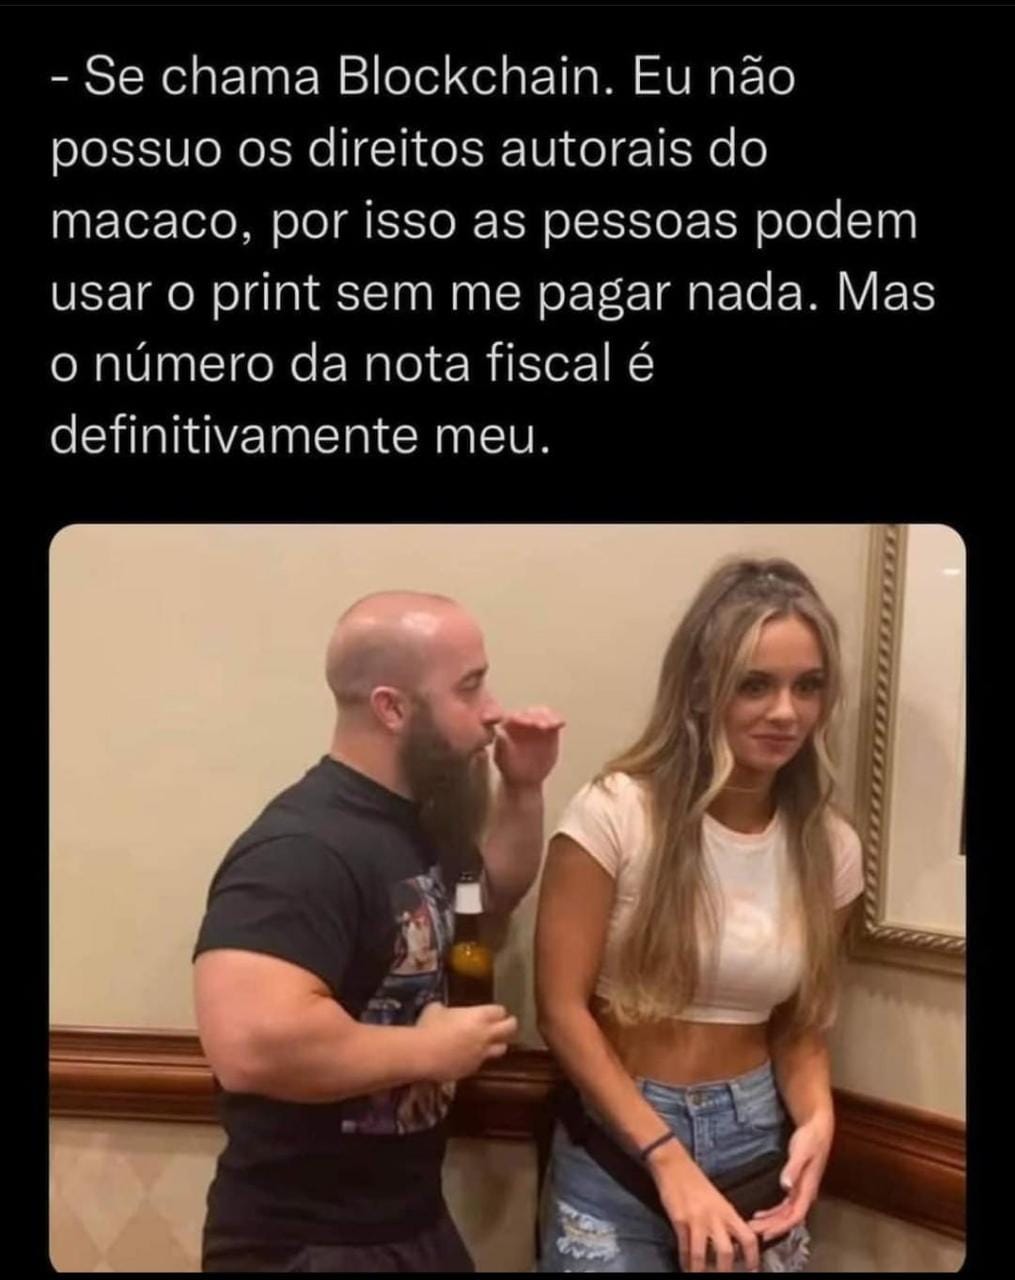 - Se chama Blockchain. Eu não
possuo os direitos autorais do
macaco, por isso as pessoas podem
usar o print sem me pagar nada. Mas
o número da nota fiscal é
definitivamente meu.